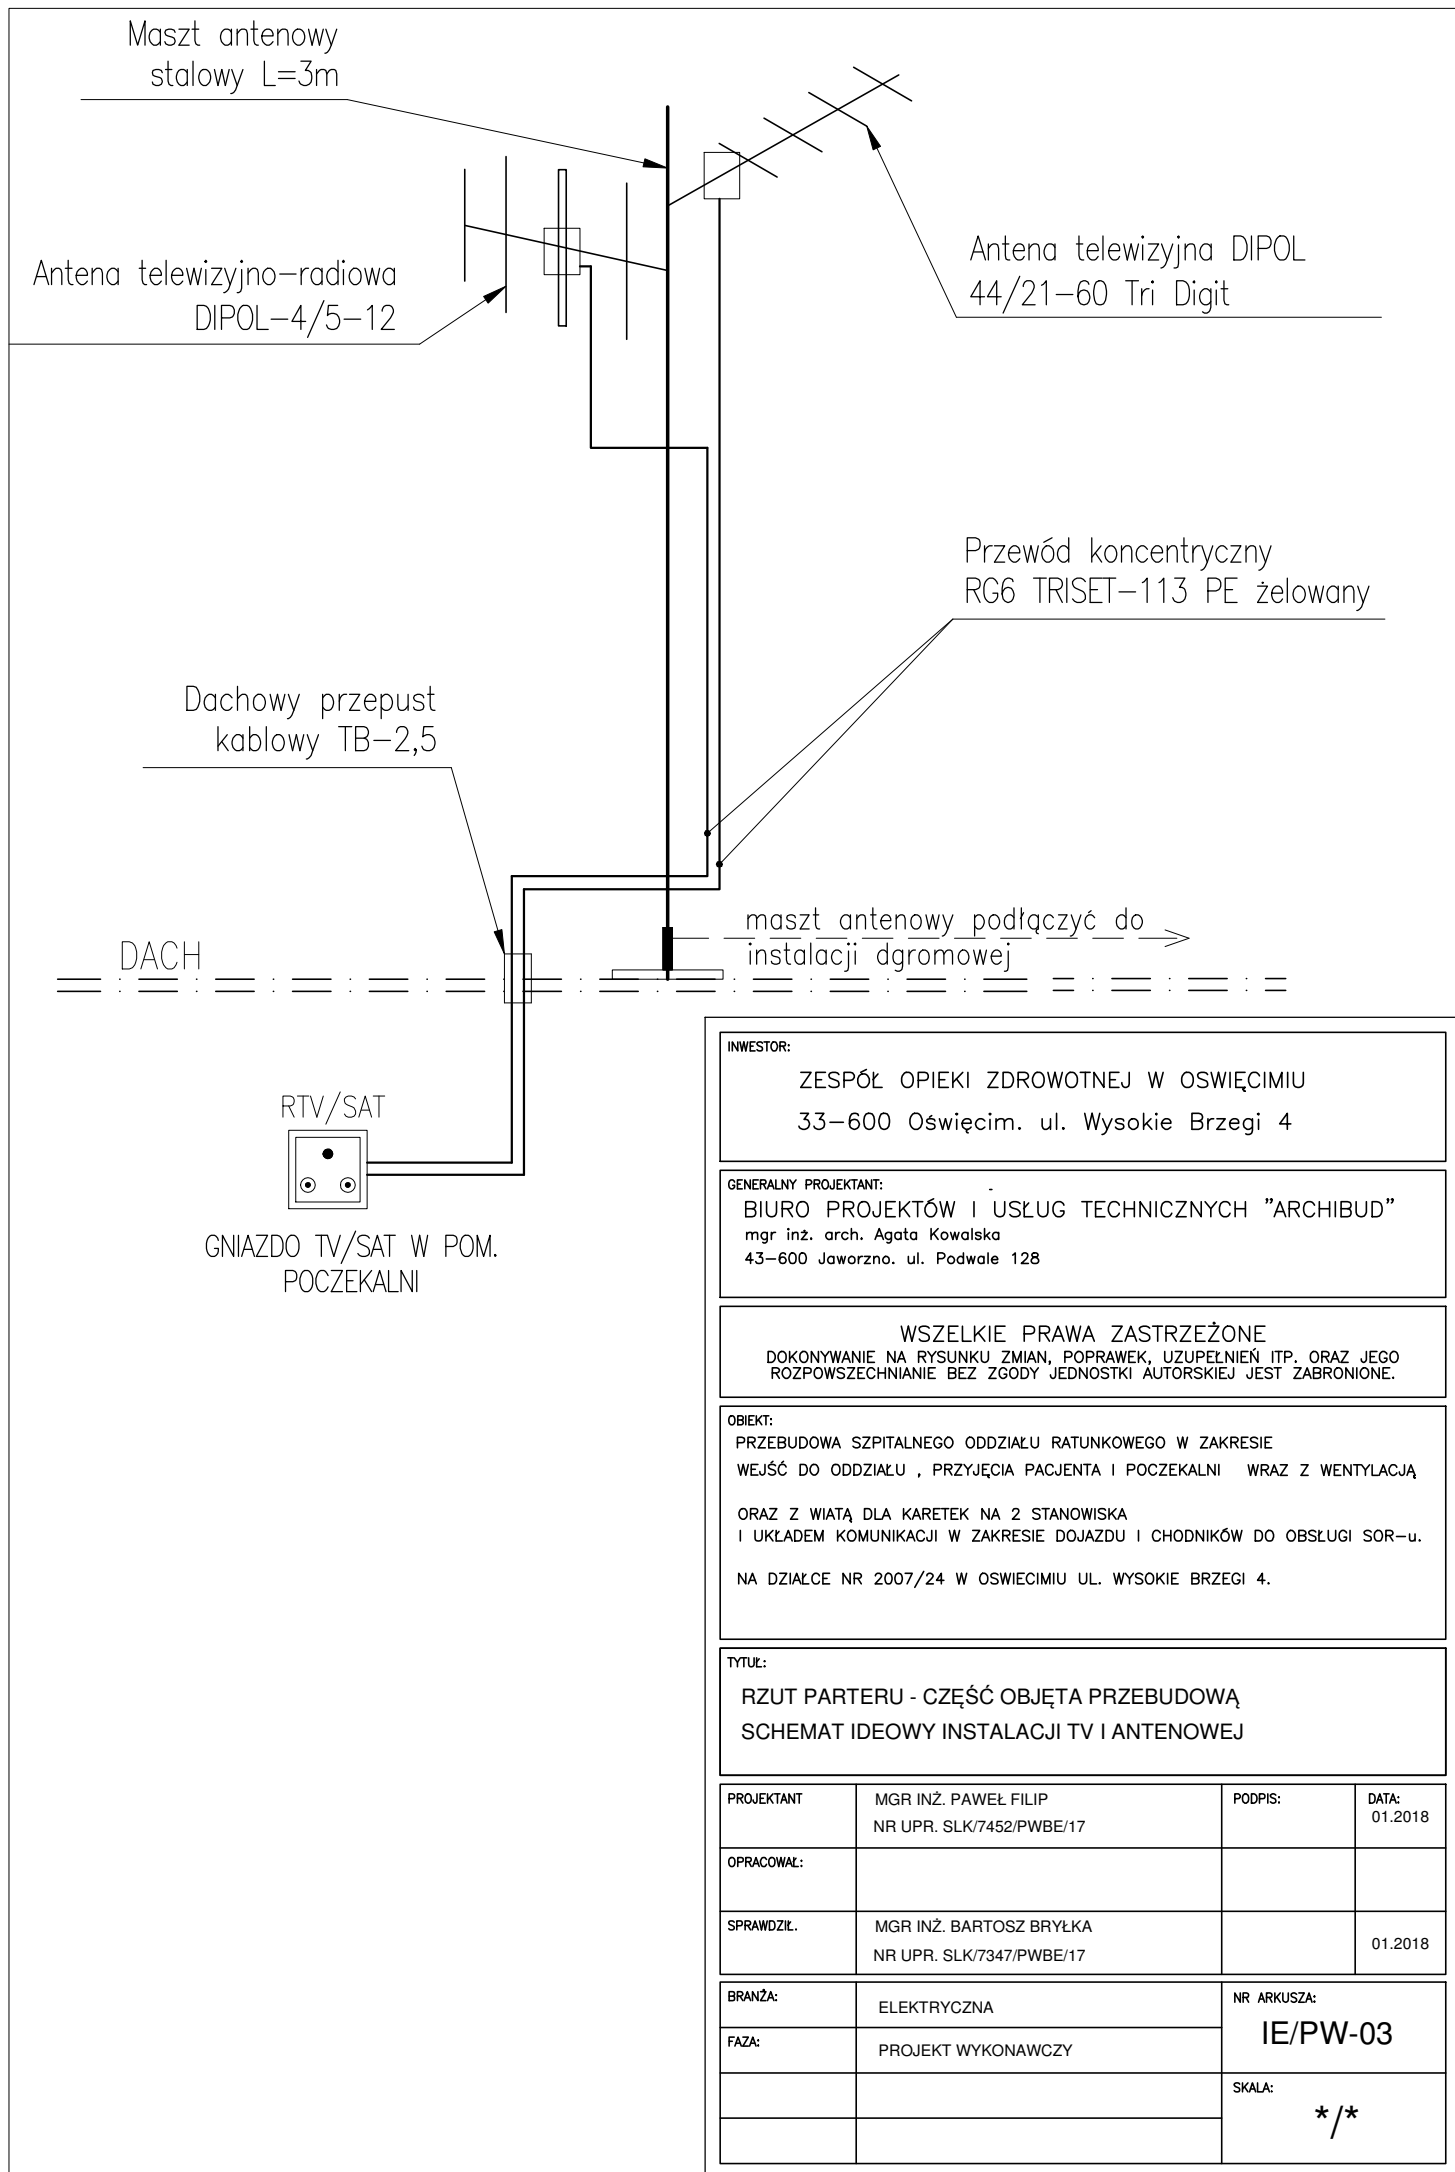 Maszt antenowy
stalowy L=3m
Antena telewizyjno-radiowa
DIPOL-4/5-12
Antena telewizyjna DIPOL
44/21-60 Tri Digit
Przewód koncentryczny
RG6 TRISET-113 PE żelowany
Dachowy przepust
kablowy TB-2,5
maszt antenowy podłączyć do
instalacji dgromowej
DACH
RTV/SAT
GNIAZDO TV/SAT W POM.
POCZEKALNI
INWESTOR:
ZESPÓŁ OPIEKI ZDROWOTNEJ W OSWIĘCIMIU
33-600 Oświęcim. ul. Wysokie Brzegi 4
GENERALNY PROJEKTANT:
BIURO PROJEKTÓW I USŁUG TECHNICZNYCH "ARCHIBUD"
mgr inż. arch. Agata Kowalska
43-600 Jaworzno. ul. Podwale 128
WSZELKIE PRAWA ZASTRZEŻONE
DOKONYWANIE NA RYSUNKU ZMIAN, POPRAWEK, UZUPEŁNIEŃ ITP. ORAZ JEGO
ROZPOWSZECHNIANIE BEZ ZGODY JEDNOSTKI AUTORSKIEJ JEST ZABRONIONE.
OBIEKT:
PRZEBUDOWA SZPITALNEGO ODDZIAŁU RATUNKOWEGO W ZAKRESIE
WEJŚĆ DO ODDZIAŁU , PRZYJĘCIA PACJENTA I POCZEKALNI WRAZ Z WENTYLACJĄ
ORAZ Z WIATĄ DLA KARETEK NA 2 STANOWISKA
I UKŁADEM KOMUNIKACJI W ZAKRESIE DOJAZDU I CHODNIKÓW DO OBSŁUGI SOR-u.
NA DZIAŁCE NR 2007/24 W OSWIECIMIU UL. WYSOKIE BRZEGI 4.
TYTUŁ:
RZUT PARTERU - CZĘŚĆ OBJĘTA PRZEBUDOWĄ
SCHEMAT IDEOWY INSTALACJI TV I ANTENOWEJ
PROJEKTANT
MGR INŻ. PAWEŁ FILIP
NR UPR. SLK/7452/PWBE/17
PODPIS:
DATA:
01.2018
OPRACOWAŁ:
SPRAWDZIŁ.
MGR INŻ. BARTOSZ BRYŁKA
NR UPR. SLK/7347/PWBE/17
01.2018
BRANŻA:
ELEKTRYCZNA
NR ARKUSZA:
IE/PW-03
FAZA:
PROJEKT WYKONAWCZY
SKALA:
*/*